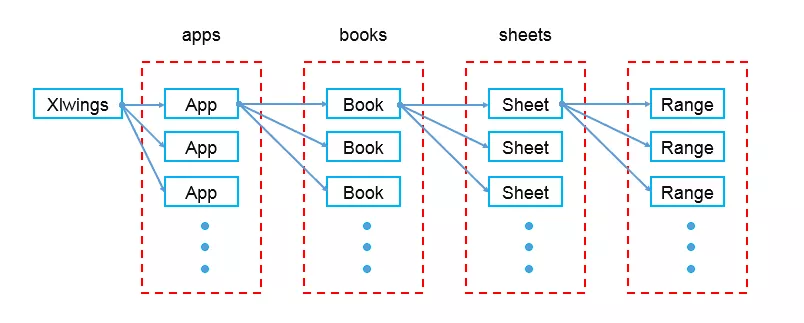 apps books sheets
Xlwings App Book Sheet Range
App Book Sheet Range
App Book Sheet Range